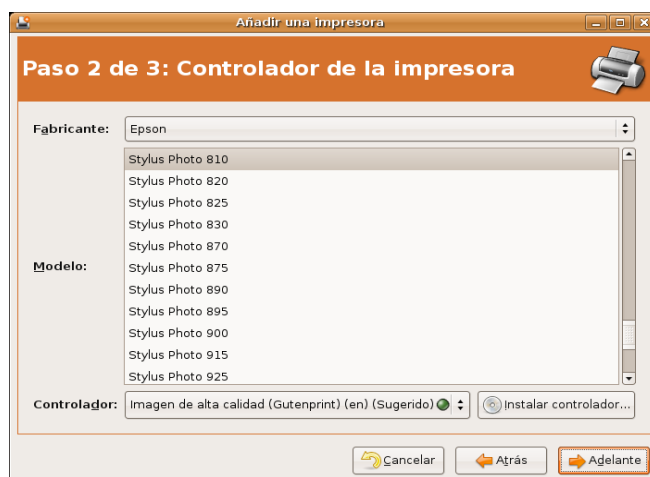 Añadir una impresora
Paso 2 de 3: Controlador de la impresora
Fabricante: Epson
Stylus Photo 810
Stylus Photo 820
Stylus Photo 825
Stylus Photo 830
Stylus Photo 870
Modelo: Stylus Photo 875
Stylus Photo 890
Stylus Photo 895
Stylus Photo 900
Stylus Photo 915
Stylus Photo 925
Controlador: Imagen de alta calidad (Gutenprint) (en) (Sugerido) Instalar controlador...
Cancelar Atrás Adelante